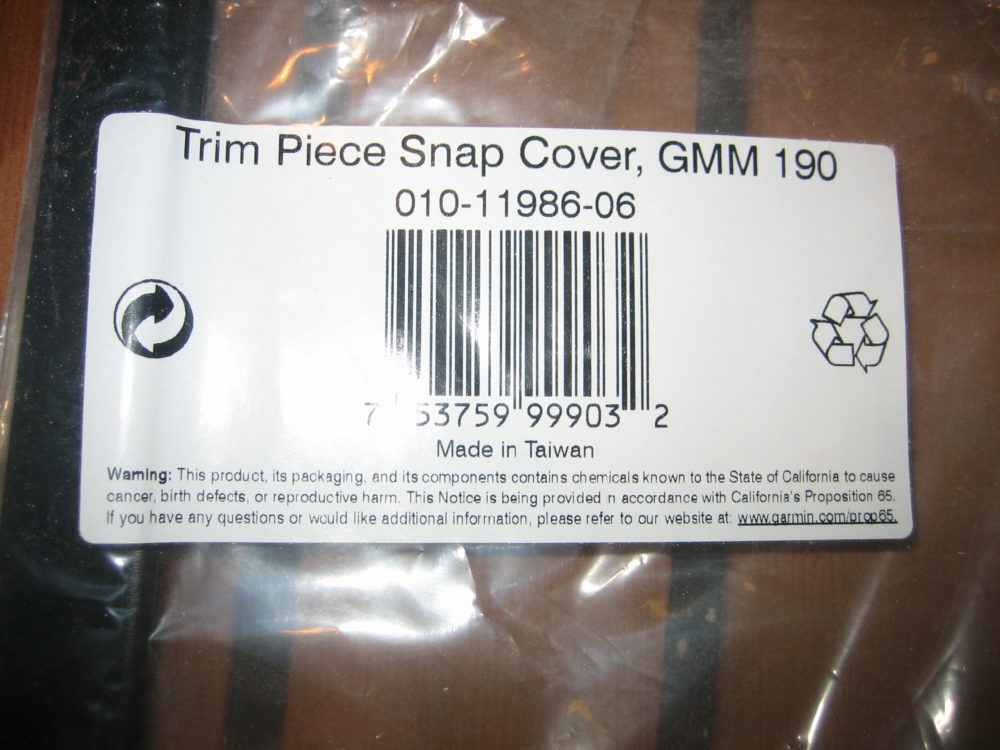 Trim Piece Snap Cover, GMM 190
010-11986-06
7 53759 99903 2
Made in Taiwan
Warning: This product, its packaging, and its components contains chemicals known to the State of California to cause
cancer, birth defects, or reproductive harm. This Notice is being provided in accordance with California's Proposition 65.
If you have any questions or would like additional information, please refer to our website at: www.garmin.com/prop65.